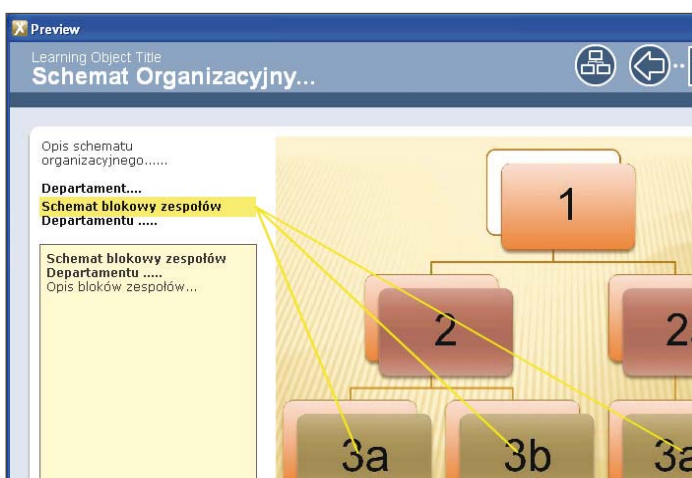 Preview
Learning Object Title
Schemat Organizacyjny...
Opis schematu
organizacyjnego......
Departament....
Schemat blokowy zespołów
Departamentu .....
Schemat blokowy zespołów
Departamentu .....
Opis bloków zespołów...
1
2
2
3a
3b
3a